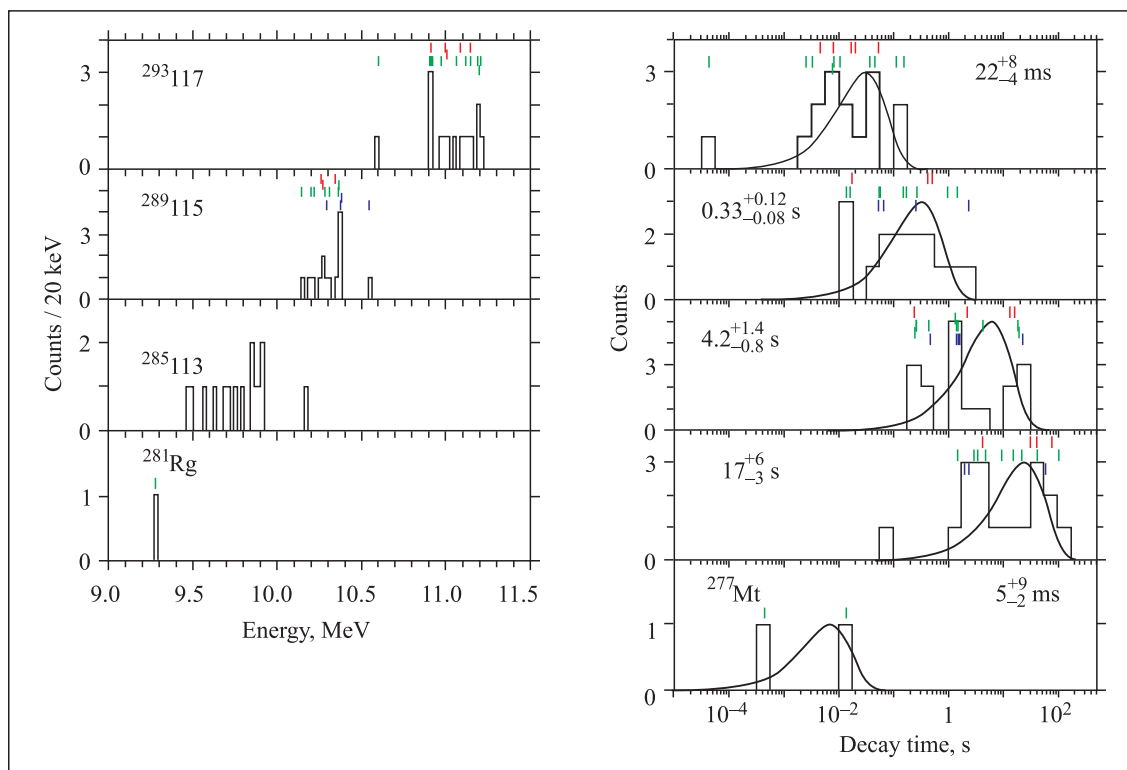 ²⁹³117
3
0
²⁸⁹115
3
0
²⁸⁵113
2
1
0
²⁸¹Rg
1
0
9.0 9.5 10.0 10.5 11.0 11.5
Energy, MeV
Counts / 20 keV
22⁺⁸₋₄ ms
3
0
0.33⁺⁰·¹²₋₀.₀₈ s
2
0
4.2⁺¹·⁴₋₀.₈ s
3
0
17⁺⁶₋₃ s
3
0
²⁷⁷Mt 5⁺⁹₋₂ ms
1
0
10⁻⁴ 10⁻² 1 10²
Decay time, s
Counts